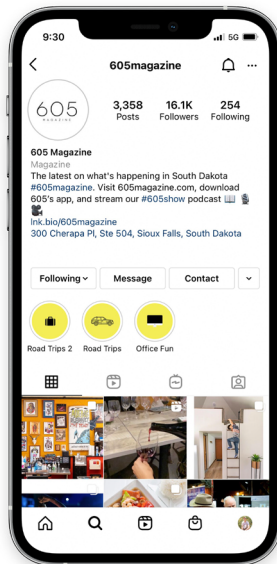 9:30
5G
605magazine
605
MAGAZINE
3,358
Posts
16.1K
Followers
254
Following
605 Magazine
Magazine
The latest on what's happening in South Dakota
#605magazine. Visit 605magazine.com, download
605's app, and stream our #605show podcast
lnk.bio/605magazine
300 Cherapa Pl, Ste 504, Sioux Falls, South Dakota
Following
Message
Contact
Road Trips 2
Road Trips
Office Fun